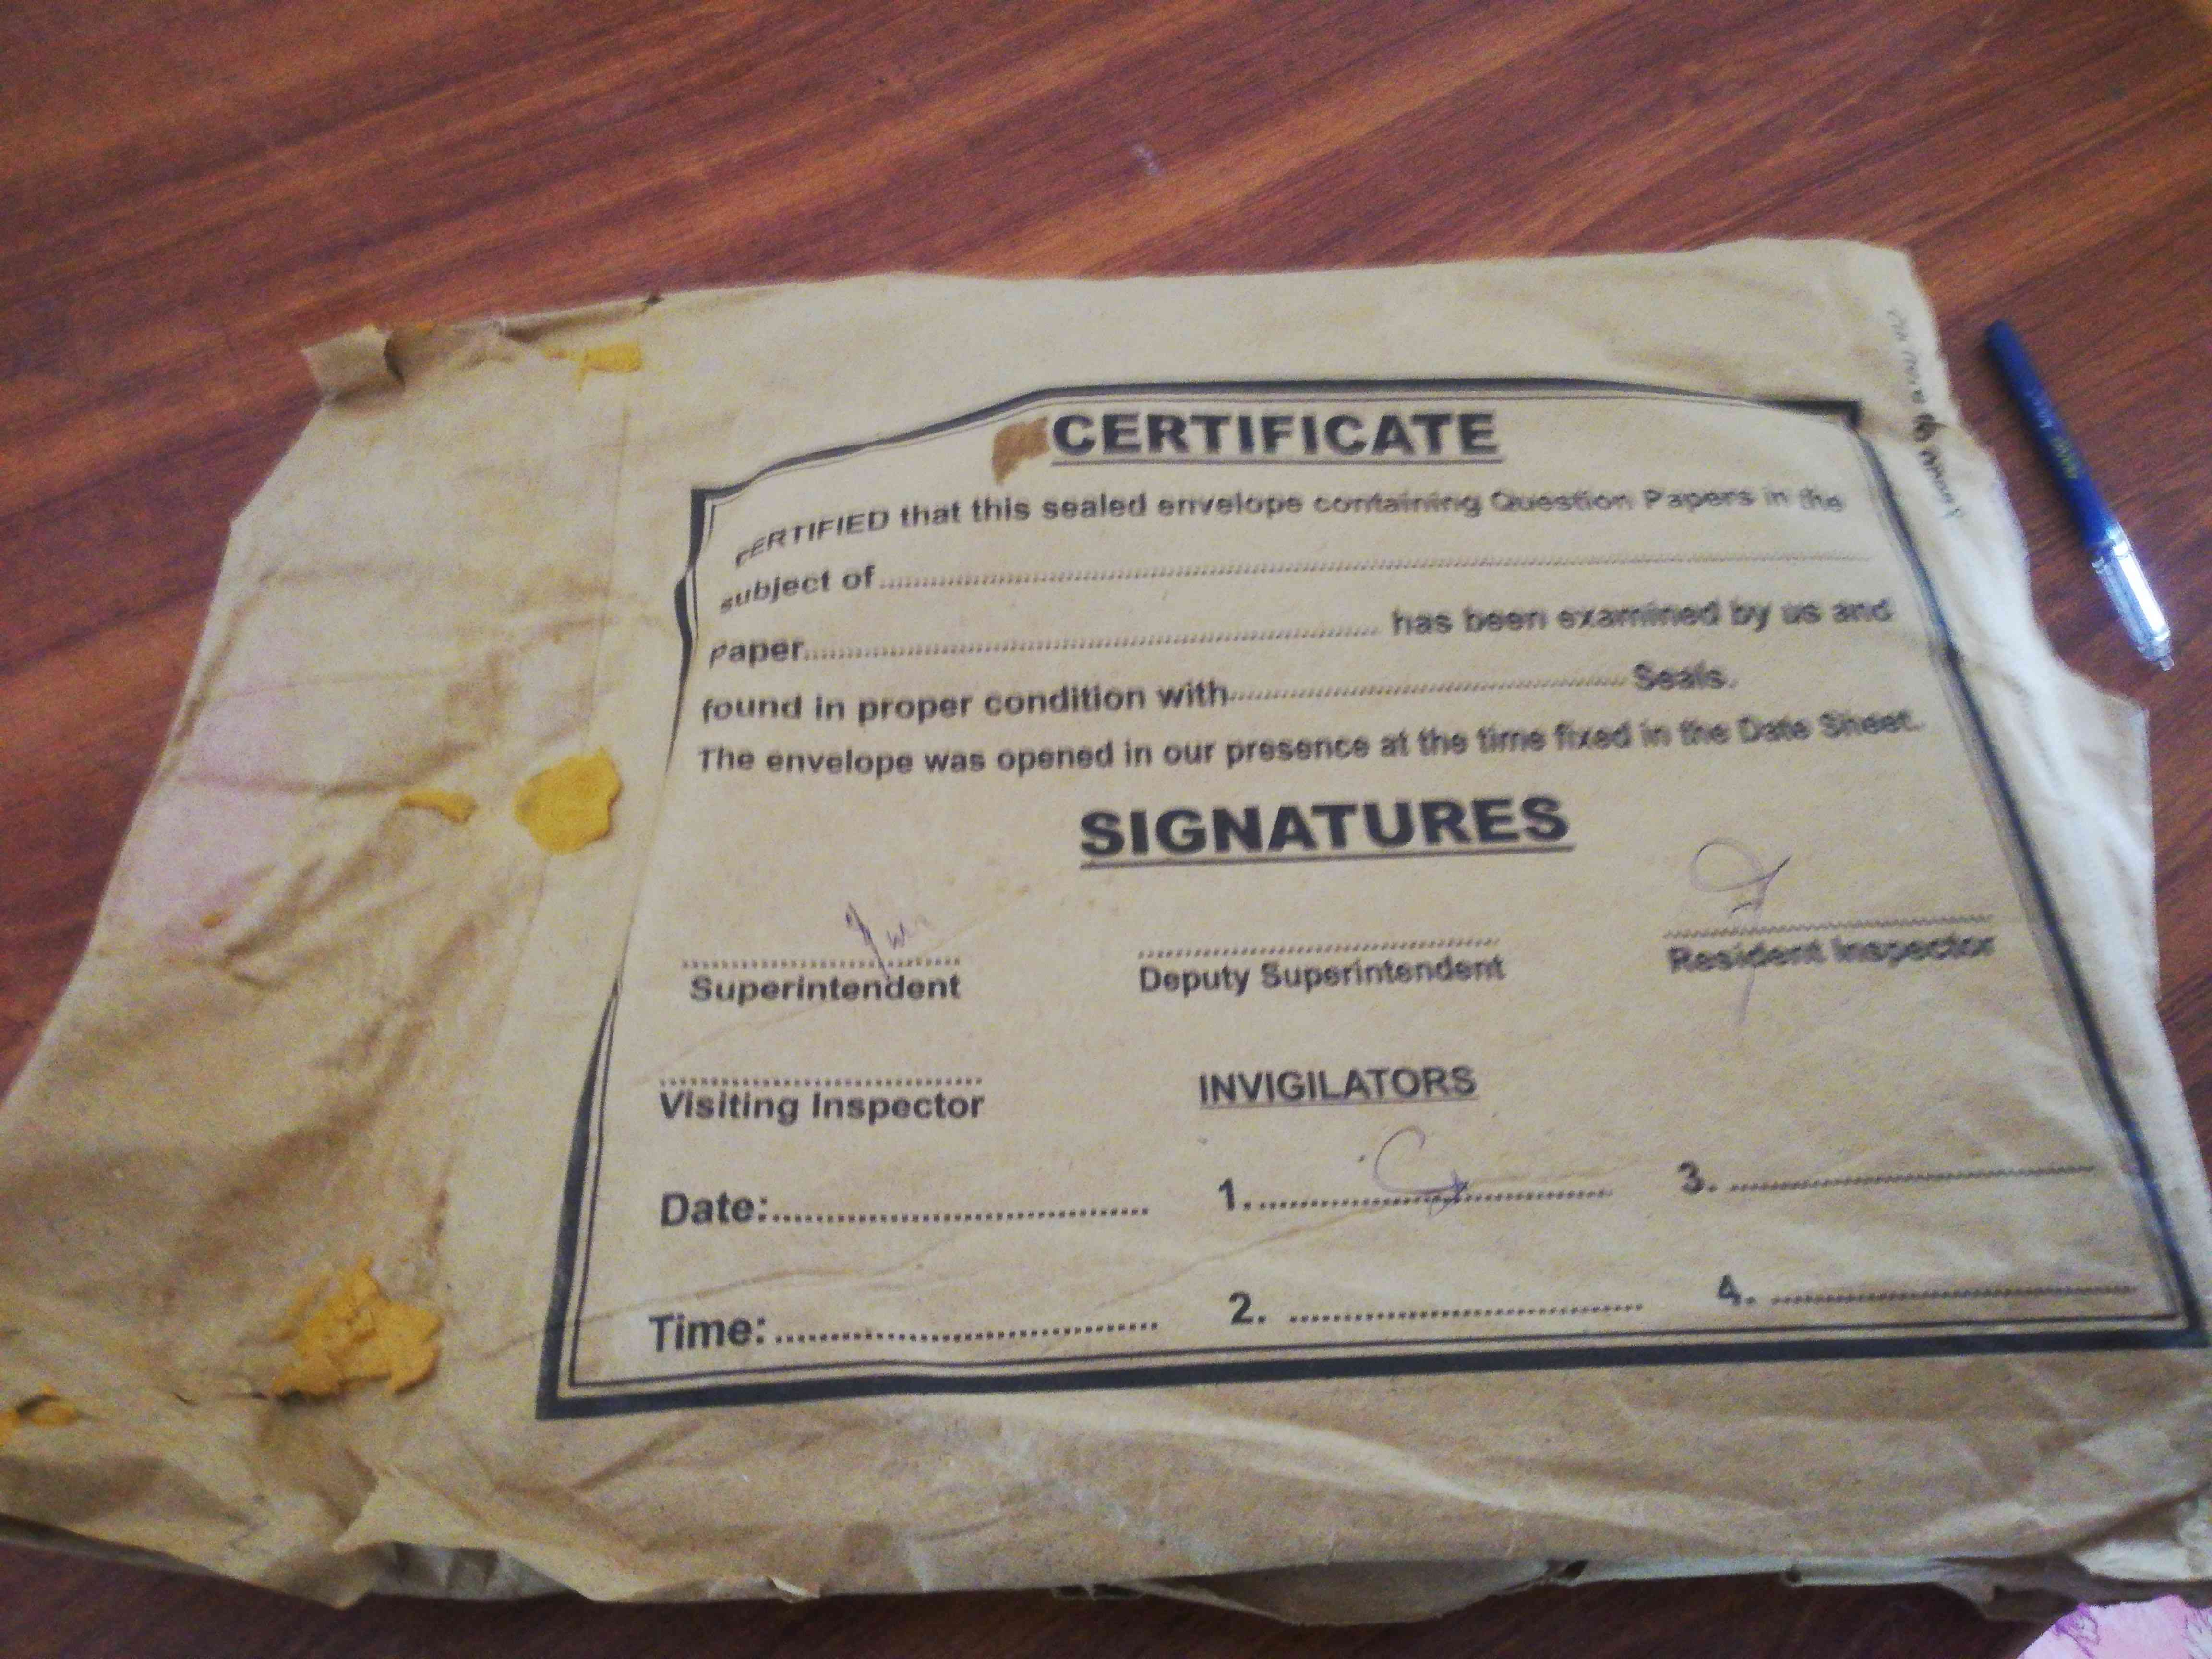 CERTIFICATE
CERTIFIED that this sealed envelope containing Question Papers in the
subject of
Paper has been examined by us and
found in proper condition with Seals.
The envelope was opened in our presence at the time fixed in the Date Sheet.
SIGNATURES
Superintendent
Deputy Superintendent
Resident Inspector
Visiting Inspector
INVIGILATORS
Date:
1.
3.
Time:
2.
4.